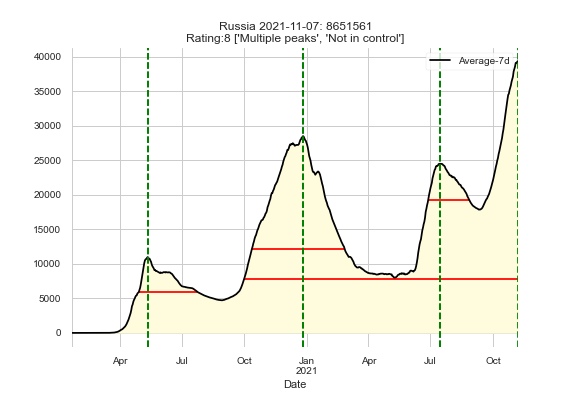 Russia 2021-11-07: 8651561
Rating:8 ['Multiple peaks', 'Not in control']
Average-7d
40000
35000
30000
25000
20000
15000
10000
5000
0
Apr Jul Oct Jan Apr Jul Oct
2021
Date